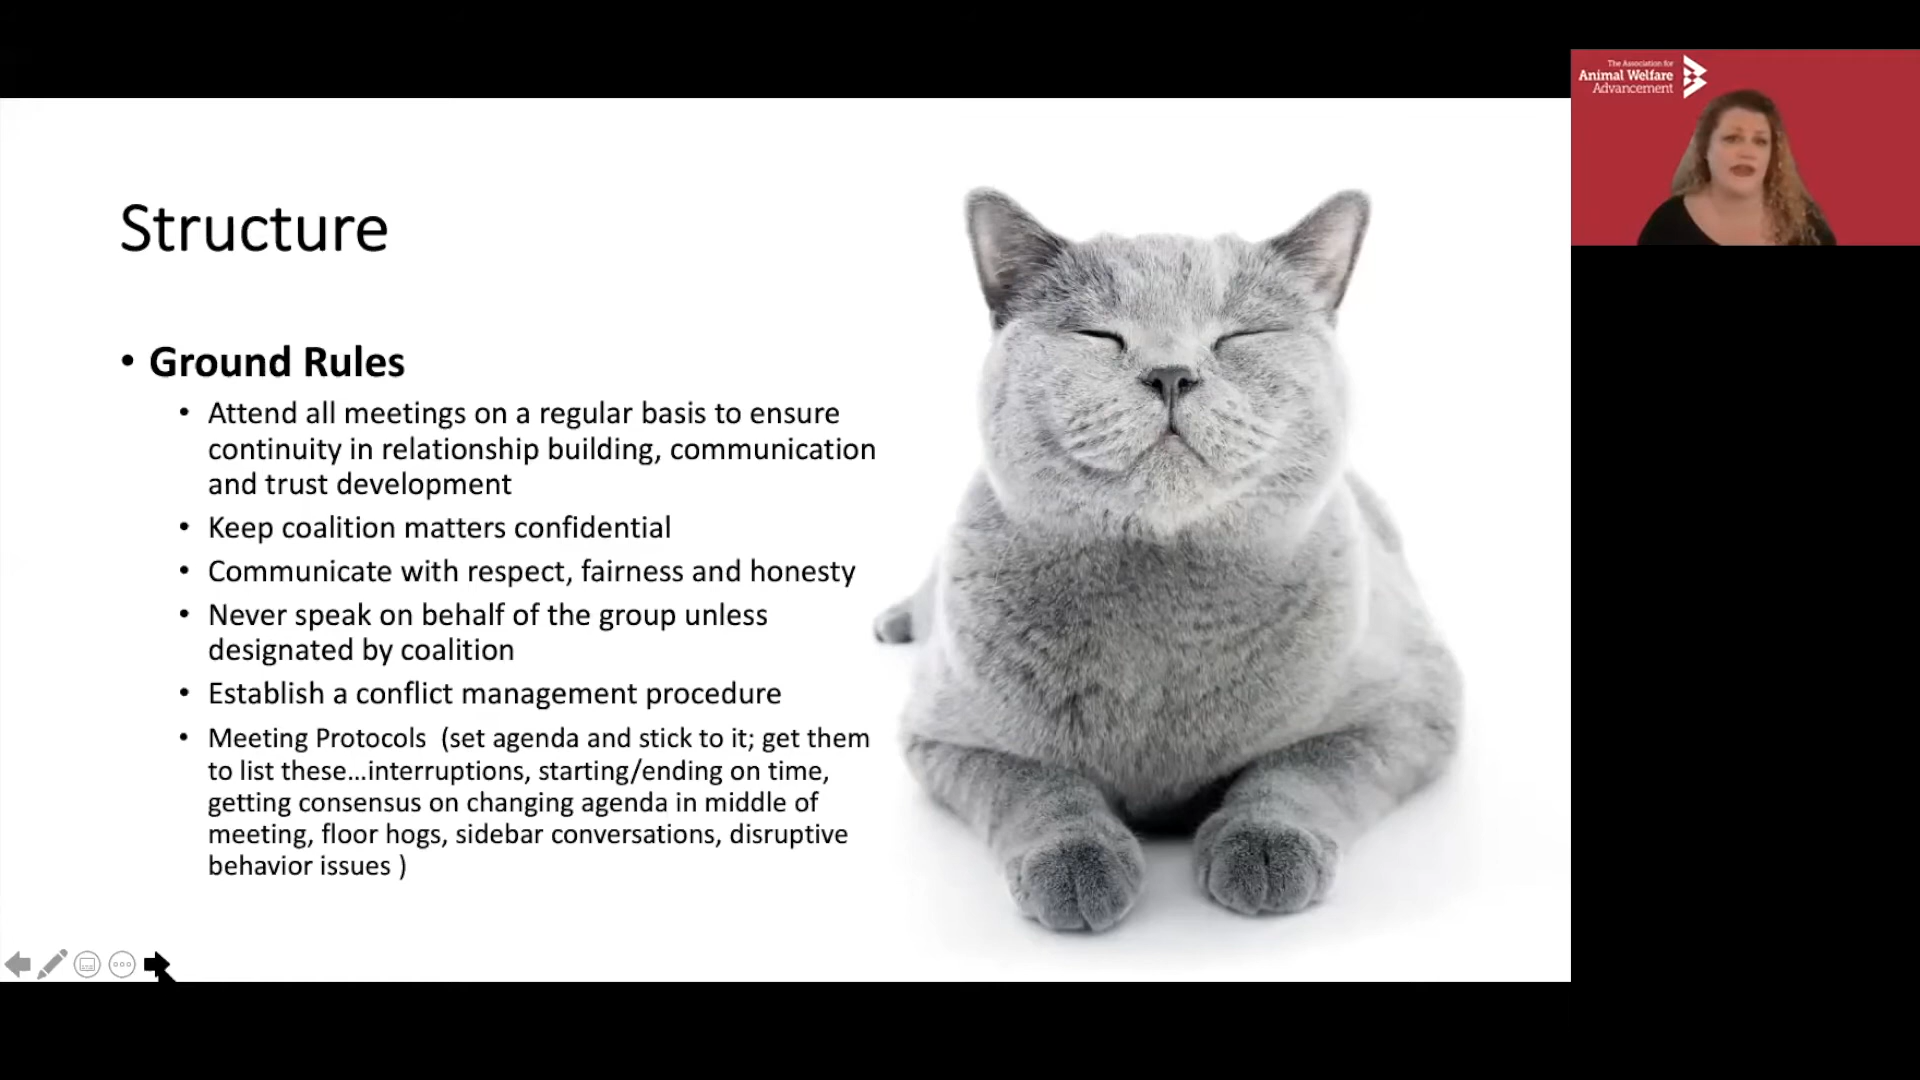 Structure
• Ground Rules
• Attend all meetings on a regular basis to ensure
continuity in relationship building, communication
and trust development
• Keep coalition matters confidential
• Communicate with respect, fairness and honesty
• Never speak on behalf of the group unless
designated by coalition
• Establish a conflict management procedure
• Meeting Protocols (set agenda and stick to it; get them
to list these...interruptions, starting/ending on time,
getting consensus on changing agenda in middle of
meeting, floor hogs, sidebar conversations, disruptive
behavior issues )
The Association for
Animal Welfare
Advancement